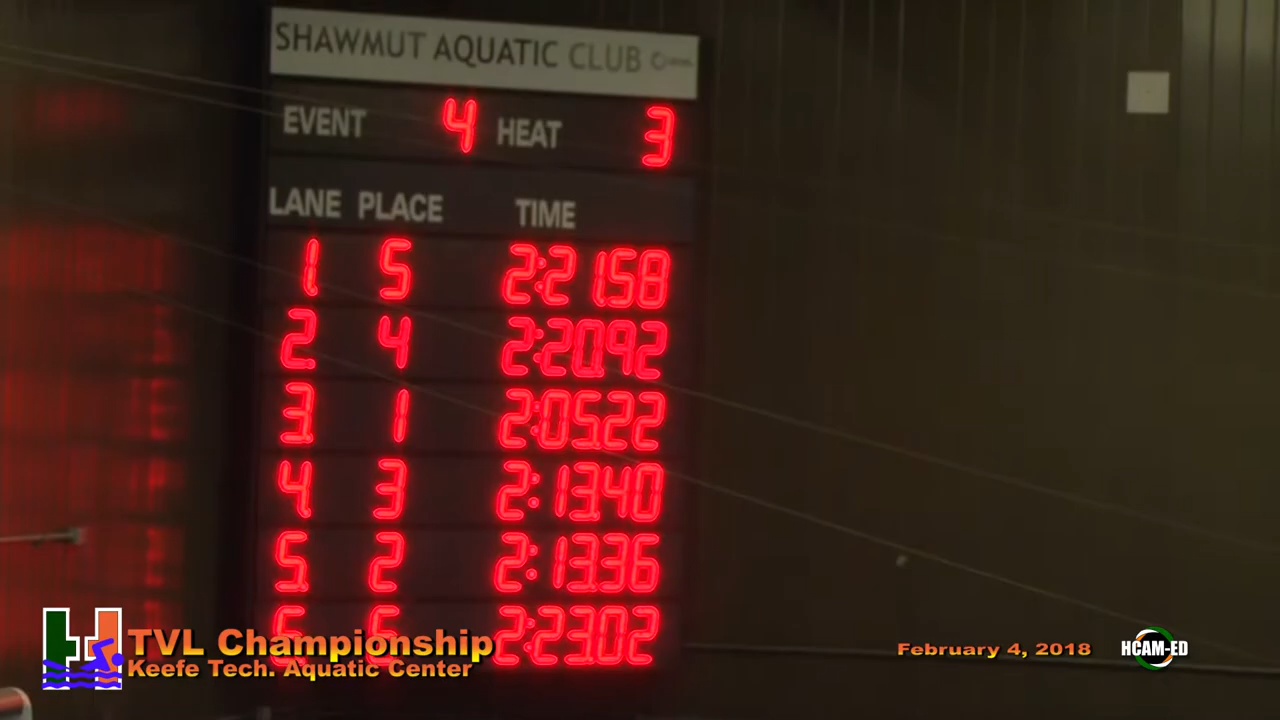 SHAWMUT AQUATIC CLUB
EVENT 4 HEAT 3
LANE PLACE TIME
1 5 2:21.58
2 4 2:20.92
3 1 2:05.22
4 3 2:13.40
5 2 2:13.36
6 6 2:23.02
TVL Championship
Keefe Tech. Aquatic Center
February 4, 2018
HCAM-ED